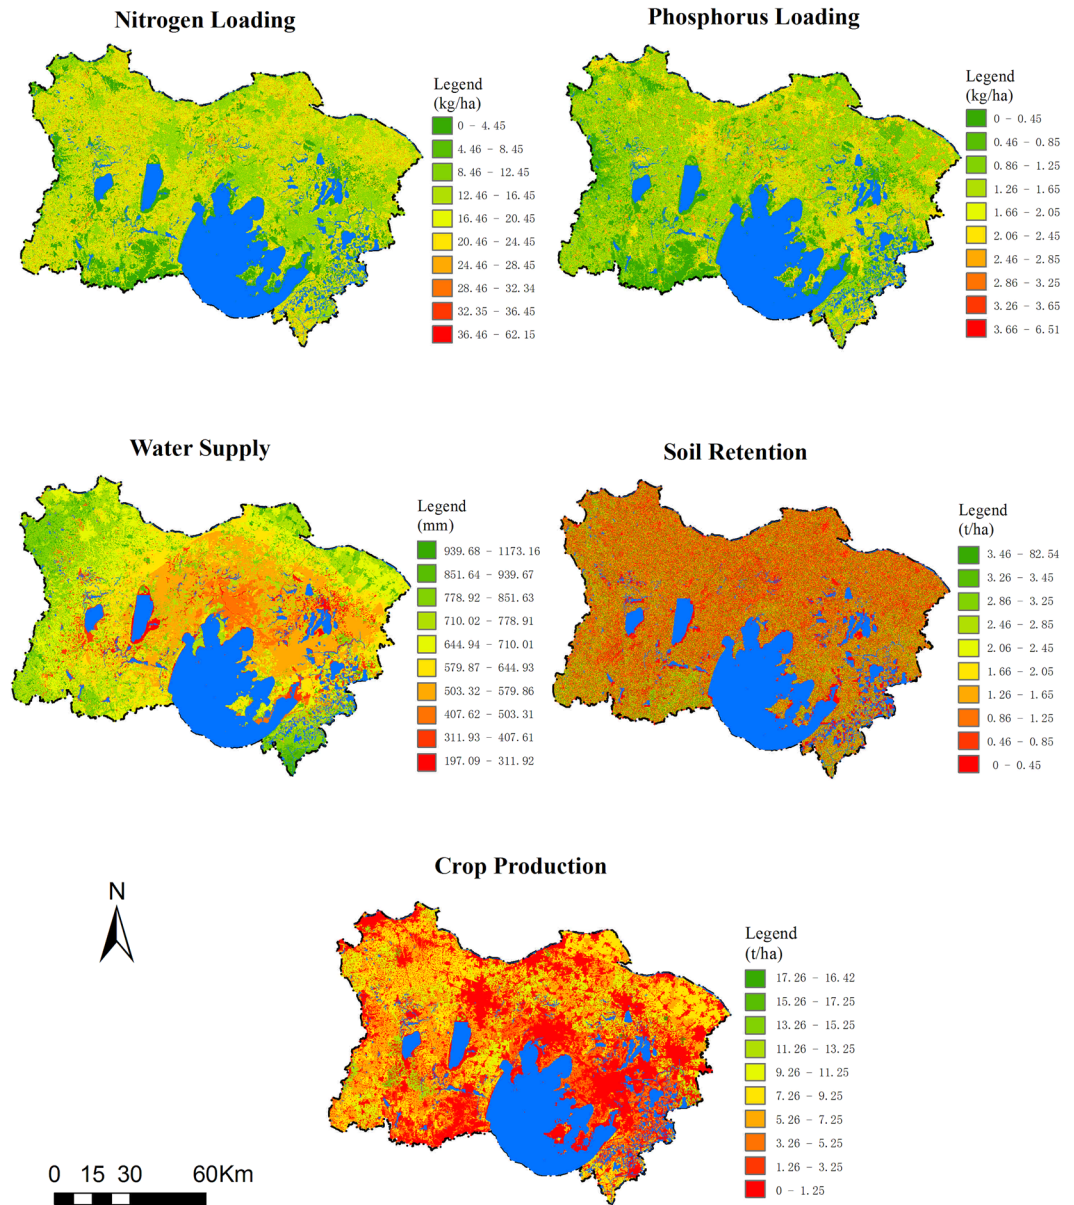 Nitrogen Loading
Legend
(kg/ha)
0 - 4.45
4.46 - 8.45
8.46 - 12.45
12.46 - 16.45
16.46 - 20.45
20.46 - 24.45
24.46 - 28.45
28.46 - 32.34
32.35 - 36.45
36.46 - 62.15
Phosphorus Loading
Legend
(kg/ha)
0 - 0.45
0.46 - 0.85
0.86 - 1.25
1.26 - 1.65
1.66 - 2.05
2.06 - 2.45
2.46 - 2.85
2.86 - 3.25
3.26 - 3.65
3.66 - 6.51
Water Supply
Legend
(mm)
939.68 - 1173.16
851.64 - 939.67
778.92 - 851.63
710.02 - 778.91
644.94 - 710.01
579.87 - 644.93
503.32 - 579.86
407.62 - 503.31
311.93 - 407.61
197.09 - 311.92
Soil Retention
Legend
(t/ha)
3.46 - 82.54
3.26 - 3.45
2.86 - 3.25
2.46 - 2.85
2.06 - 2.45
1.66 - 2.05
1.26 - 1.65
0.86 - 1.25
0.46 - 0.85
0 - 0.45
Crop Production
Legend
(t/ha)
17.26 - 16.42
15.26 - 17.25
13.26 - 15.25
11.26 - 13.25
9.26 - 11.25
7.26 - 9.25
5.26 - 7.25
3.26 - 5.25
1.26 - 3.25
0 - 1.25
N
0 15 30 60Km